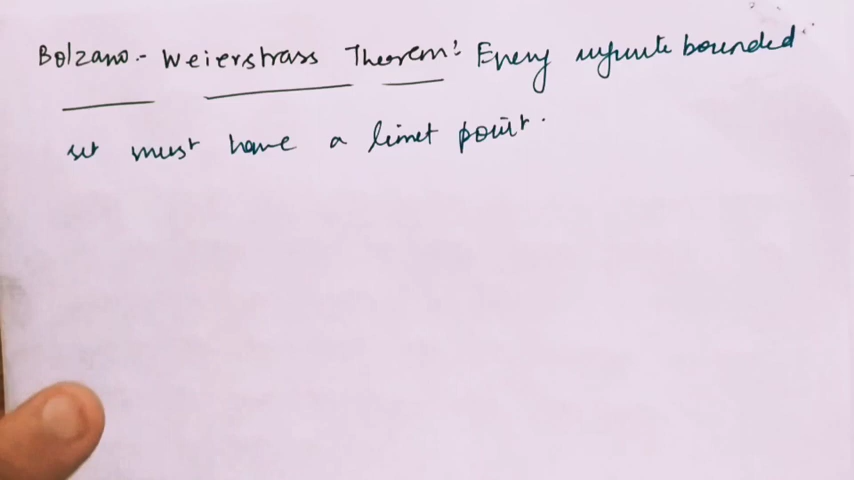 Bolzano-Weierstrass Theorem: Every infinite bounded
set must have a limit point.